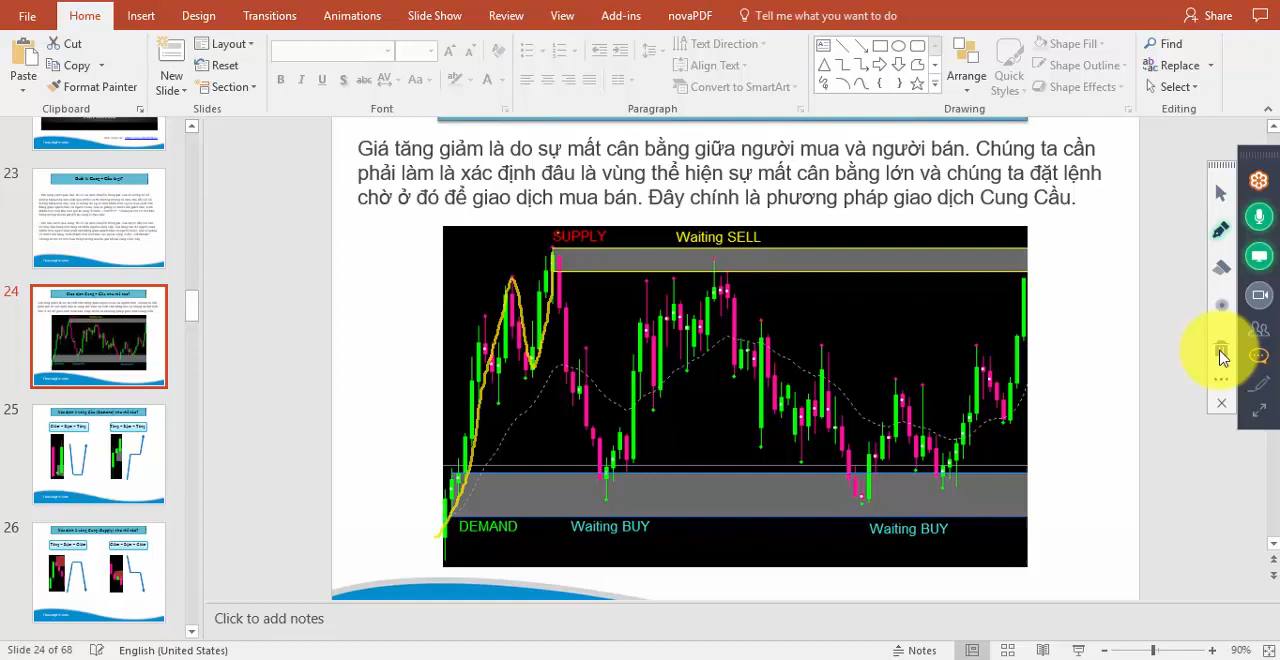 File Home Insert Design Transitions Animations Slide Show Review View Add-ins novaPDF Tell me what you want to do Share
Paste Cut Copy Format Painter Clipboard
New Slide Layout Reset Section Slides
B I U S abc AV Aa A Font
Text Direction Align Text Convert to SmartArt Paragraph
Arrange Quick Styles Shape Fill Shape Outline Shape Effects Drawing
Find Replace Select Editing
23
24
25
26
Giá tăng giảm là do sự mất cân bằng giữa người mua và người bán. Chúng ta cần
phải làm là xác định đâu là vùng thể hiện sự mất cân bằng lớn và chúng ta đặt lệnh
chờ ở đó để giao dịch mua bán. Đây chính là phương pháp giao dịch Cung Cầu.
SUPPLY Waiting SELL
DEMAND Waiting BUY Waiting BUY
Click to add notes
Slide 24 of 68 English (United States) Notes 90%